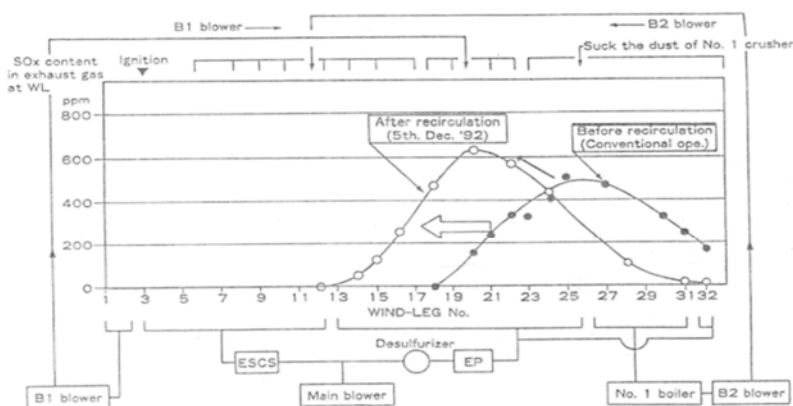 B1 blower
B2 blower
SOx content
in exhaust gas
at WL
Ignition
Suck the dust of No. 1 crusher
ppm
800
600
400
200
0
After recirculation
(5th. Dec. '92)
Before recirculation
(Conventional ope.)
1 3 7 9 11 13 15 17 19 21 23 25 27 29 31 32
WIND-LEG No.
Desulfurizer
ESCS
EP
B1 blower
Main blower
No. 1 boiler
B2 blower